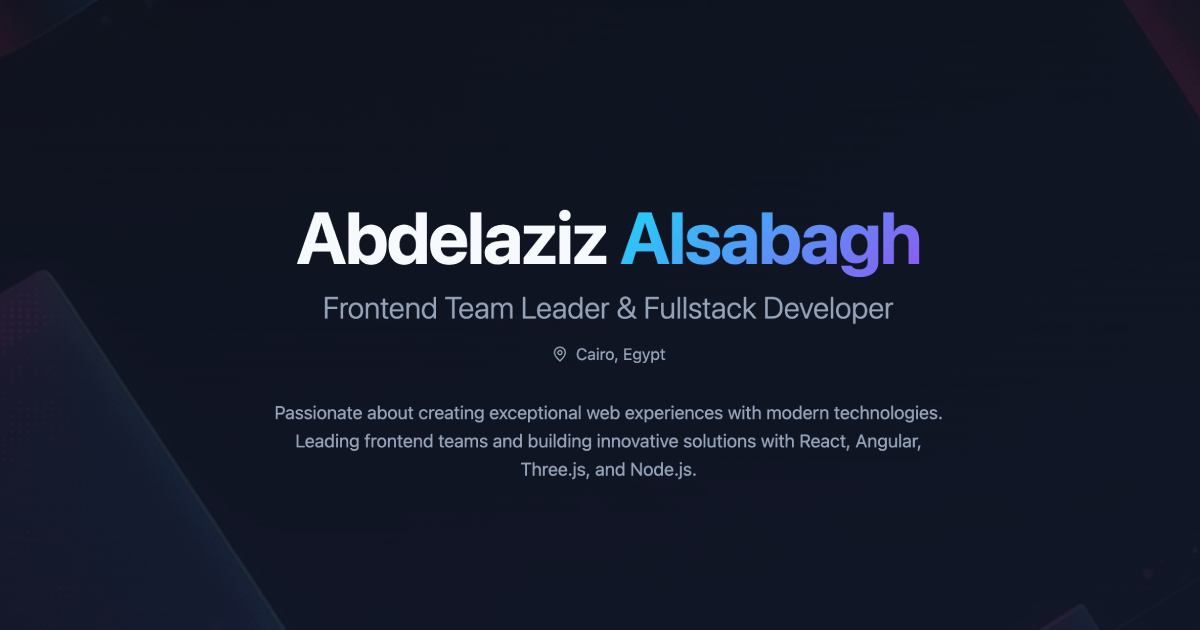 Abdelaziz Alsabagh
Frontend Team Leader & Fullstack Developer
Cairo, Egypt
Passionate about creating exceptional web experiences with modern technologies.
Leading frontend teams and building innovative solutions with React, Angular,
Three.js, and Node.js.